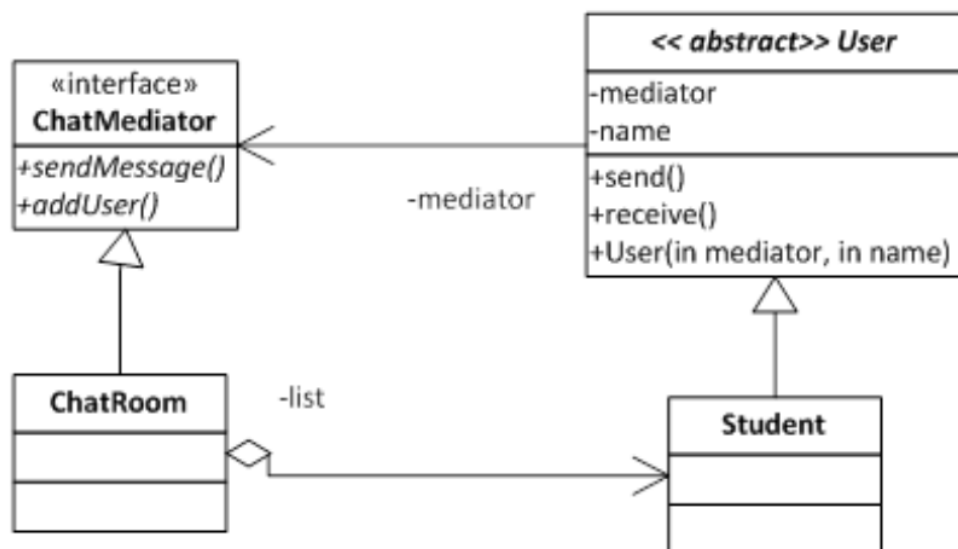 «interface»
ChatMediator
+sendMessage()
+addUser()
<< abstract>> User
-mediator
-name
+send()
+receive()
+User(in mediator, in name)
-mediator
ChatRoom
-list
Student